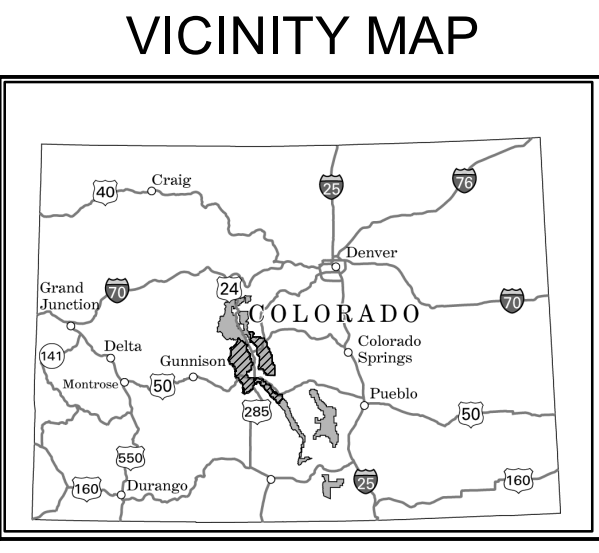 VICINITY MAP
Craig
40
25
76
Denver
Grand
Junction
70
24
70
COLORADO
141
Delta
Gunnison
Colorado
Springs
Montrose
50
285
Pueblo
50
550
160
Durango
25
160